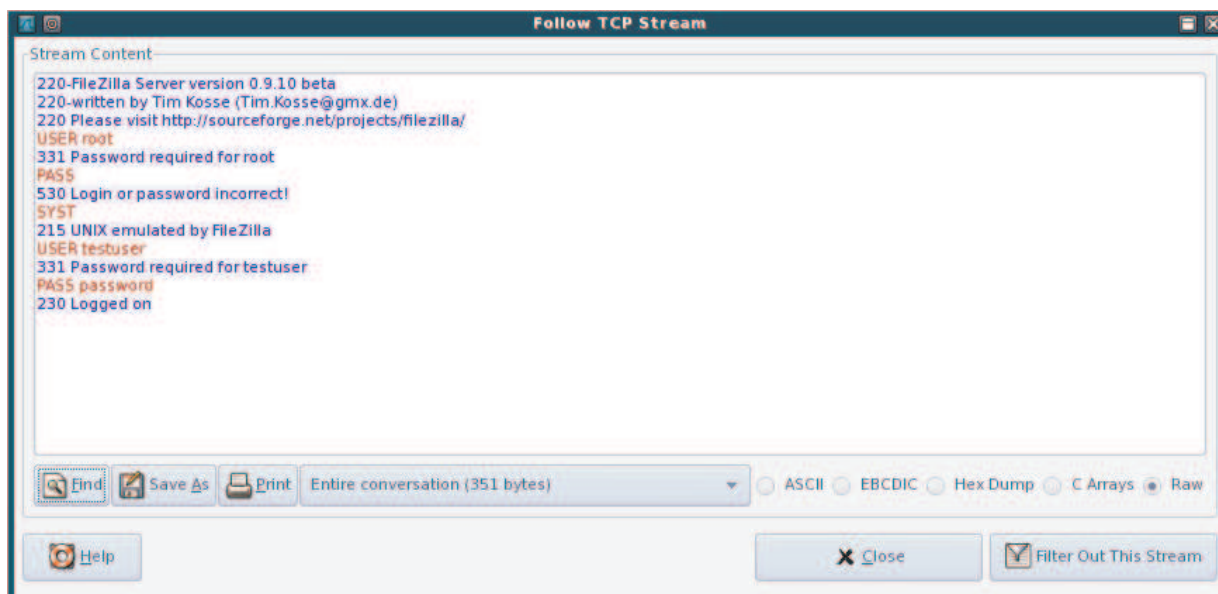 Follow TCP Stream
Stream Content
220-FileZilla Server version 0.9.10 beta
220-written by Tim Kosse (Tim.Kosse@gmx.de)
220 Please visit http://sourceforge.net/projects/filezilla/
USER root
331 Password required for root
PASS
530 Login or password incorrect!
SYST
215 UNIX emulated by FileZilla
USER testuser
331 Password required for testuser
PASS password
230 Logged on
Find Save As Print Entire conversation (351 bytes) ASCII EBCDIC Hex Dump C Arrays Raw
Help Close Filter Out This Stream